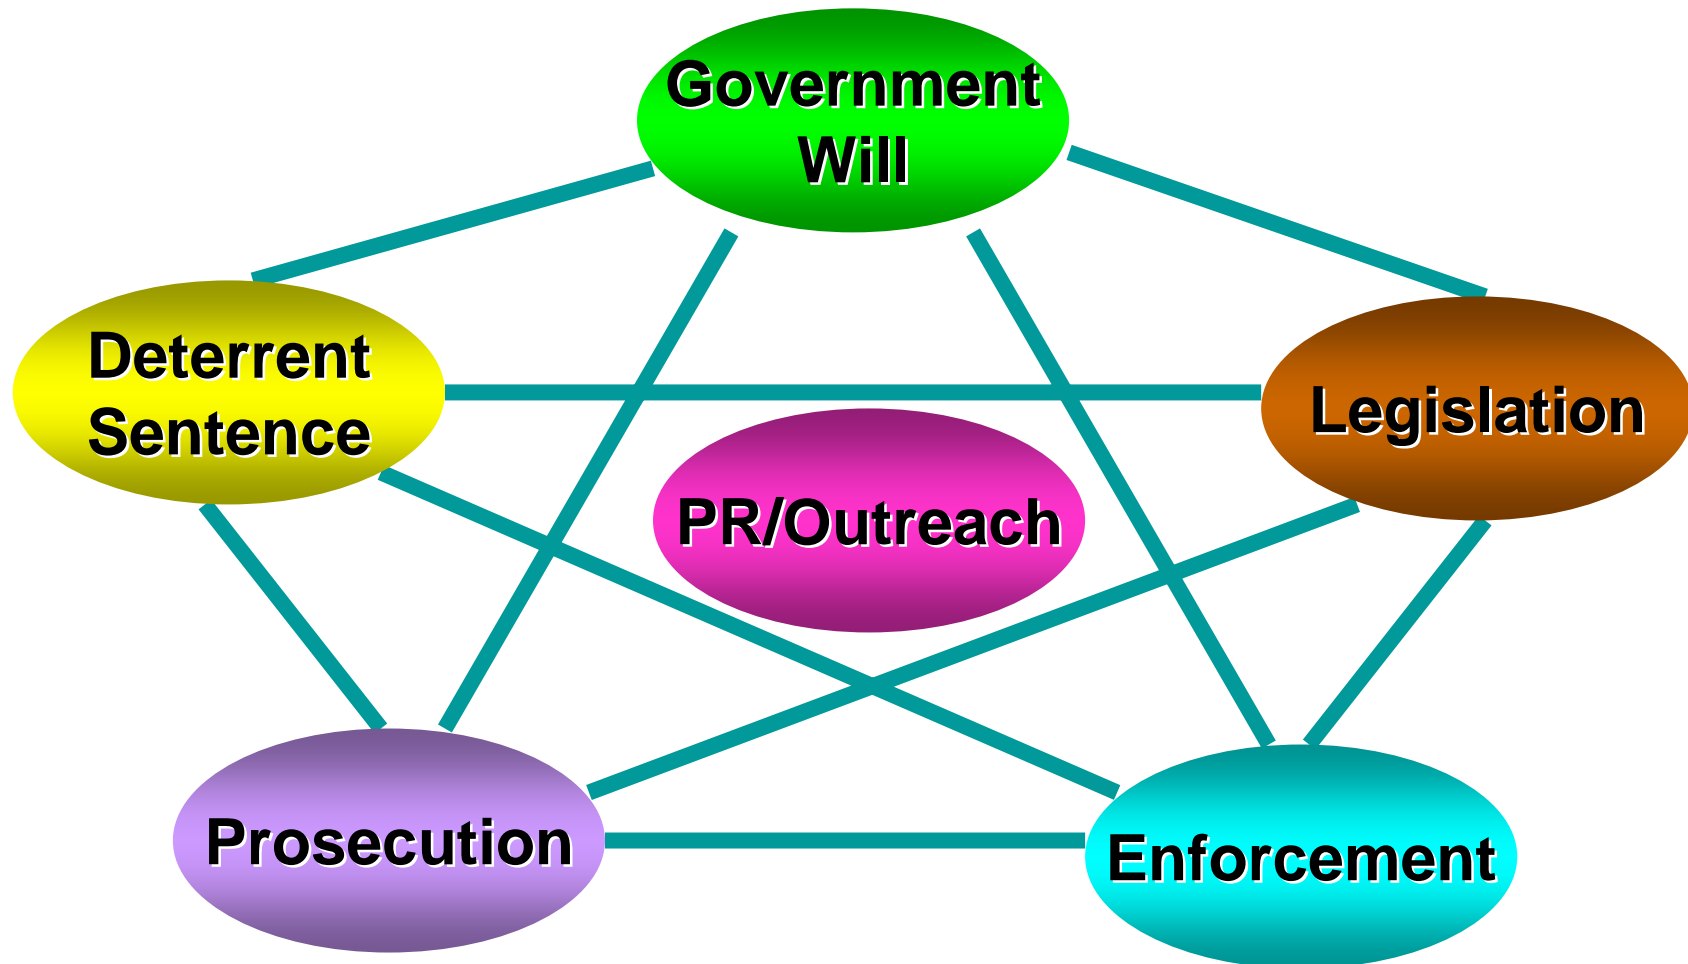 Government
Will
Deterrent
Sentence
Legislation
PR/Outreach
Prosecution
Enforcement